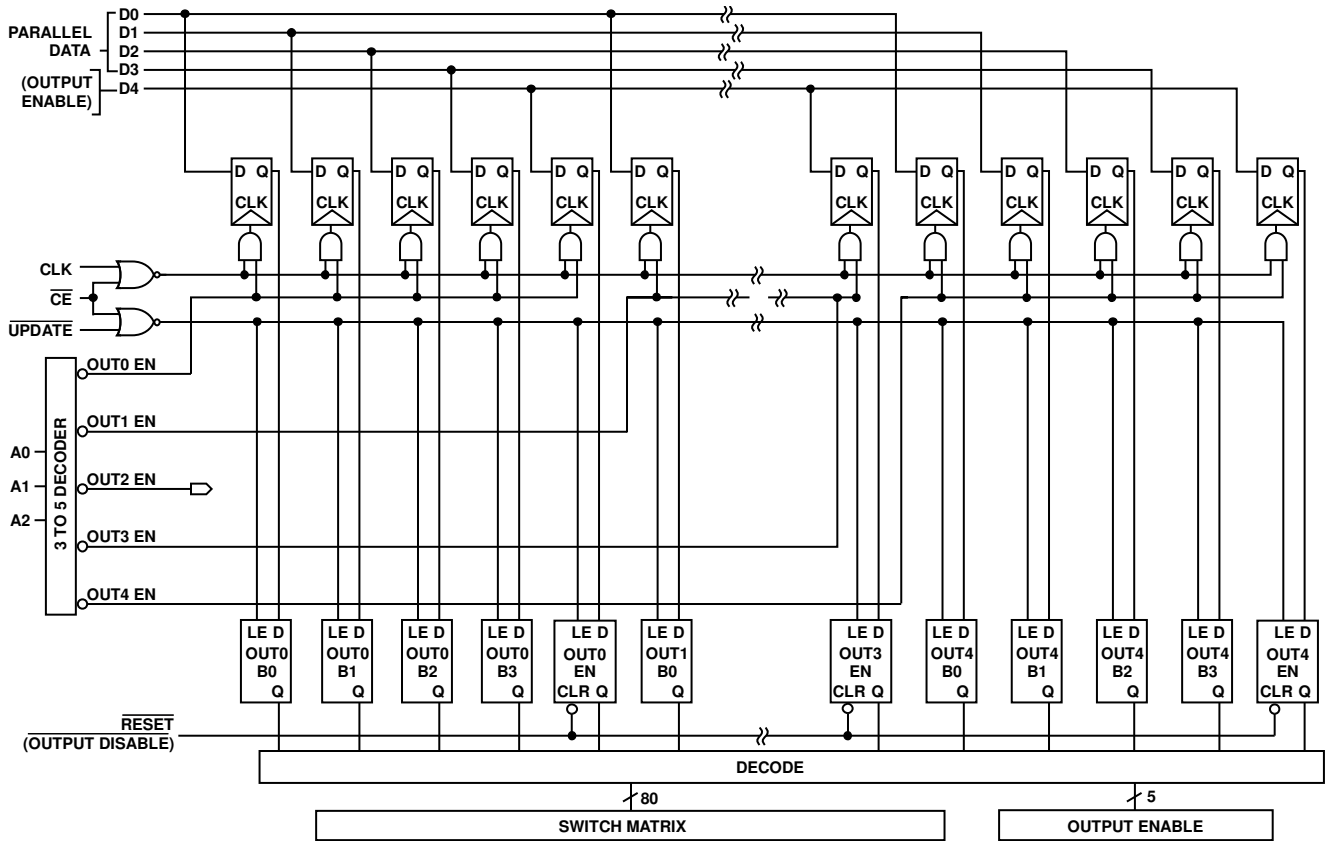 D0
PARALLEL DATA
D1
D2
D3
(OUTPUT ENABLE)
D4
D Q D Q D Q D Q D Q D Q D Q D Q D Q D Q D Q D Q
CLK CLK CLK CLK CLK CLK CLK CLK CLK CLK CLK CLK
CLK
CE
UPDATE
3 TO 5 DECODER
OUT0 EN
OUT1 EN
A0
A1
OUT2 EN
A2
OUT3 EN
OUT4 EN
LE D LE D LE D LE D LE D LE D LE D LE D LE D LE D LE D LE D
OUT0 OUT0 OUT0 OUT0 OUT0 OUT1 OUT3 OUT4 OUT4 OUT4 OUT4 OUT4
B0 B1 B2 B3 EN B0 EN B0 B1 B2 B3 EN
Q Q Q Q CLR Q Q CLR Q Q Q Q Q CLR Q
RESET
(OUTPUT DISABLE)
DECODE
80
5
SWITCH MATRIX
OUTPUT ENABLE